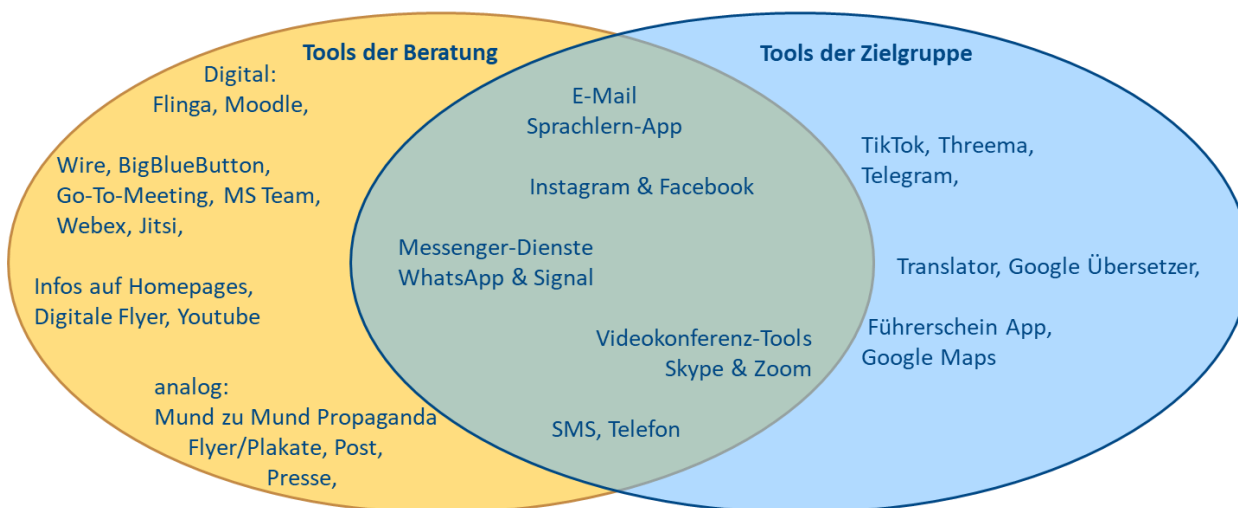 Tools der Beratung
Digital:
Flinga, Moodle,
Wire, BigBlueButton,
Go-To-Meeting, MS Team,
Webex, Jitsi,
Infos auf Homepages,
Digitale Flyer, Youtube
analog:
Mund zu Mund Propaganda
Flyer/Plakate, Post,
Presse,
E-Mail
Sprachlern-App
Instagram & Facebook
Messenger-Dienste
WhatsApp & Signal
Videokonferenz-Tools
Skype & Zoom
SMS, Telefon
Tools der Zielgruppe
TikTok, Threema,
Telegram,
Translator, Google Übersetzer,
Führerschein App,
Google Maps